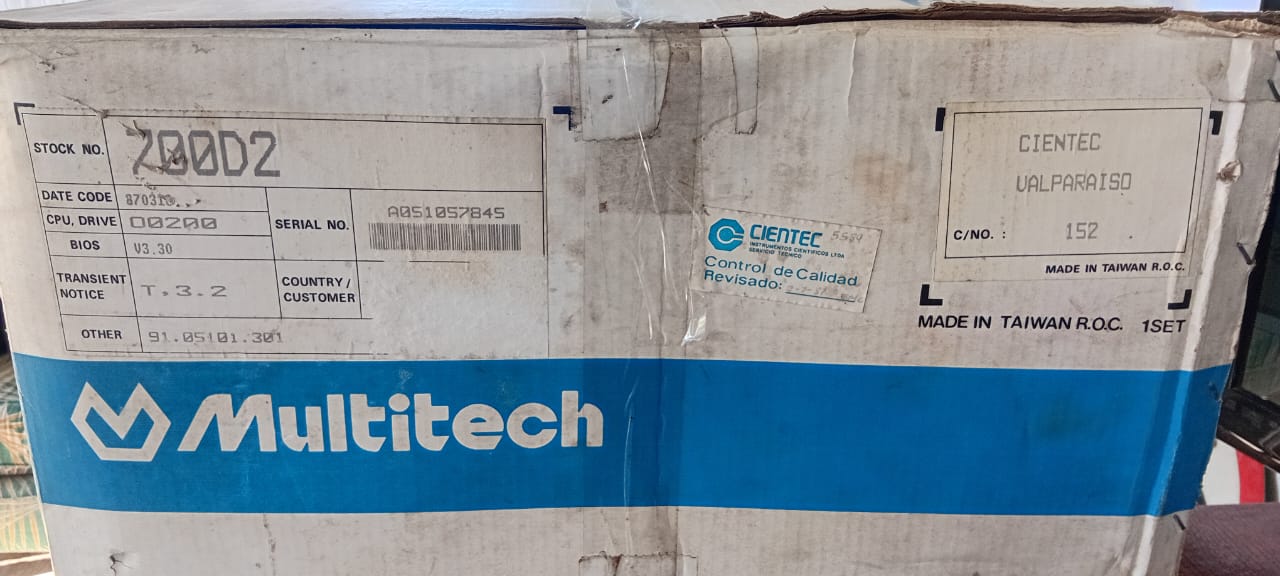 STOCK NO. 700D2
DATE CODE
CPU, DRIVE 00200
BIOS V3.30
SERIAL NO. A051057845
TRANSIENT NOTICE T.3.2
COUNTRY / CUSTOMER
OTHER 91.05101.301
Multitech
CIENTEC 5584
INSTRUMENTOS CIENTIFICOS LTDA
SERVICIO TECNICO
Control de Calidad
Revisado:
CIENTEC
VALPARAISO
C/NO. : 152
MADE IN TAIWAN R.O.C.
MADE IN TAIWAN R.O.C. 1SET